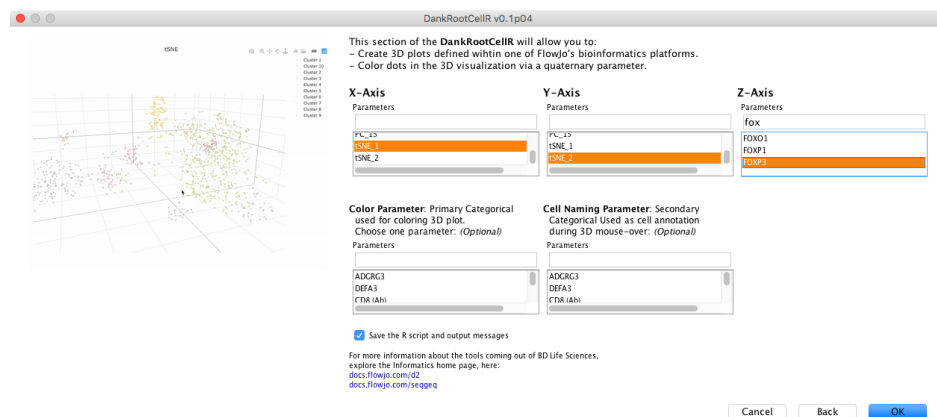 DankRootCellR v0.1p04
tSNE
Cluster 1
Cluster 10
Cluster 2
Cluster 3
Cluster 4
Cluster 5
Cluster 6
Cluster 7
Cluster 8
Cluster 9
This section of the DankRootCellR will allow you to:
– Create 3D plots defined wihtin one of FlowJo's bioinformatics platforms.
– Color dots in the 3D visualization via a quaternary parameter.
X-Axis
Parameters
PC_15
tSNE_1
tSNE_2
Y-Axis
Parameters
PC_15
tSNE_1
tSNE_2
Z-Axis
Parameters
fox
FOXO1
FOXP1
FOXP3
Color Parameter: Primary Categorical
used for coloring 3D plot.
Choose one parameter: (Optional)
Parameters
ADGRG3
DEFA3
CD8 (Ab)
Cell Naming Parameter: Secondary
Categorical Used as cell annotation
during 3D mouse-over: (Optional)
Parameters
ADGRG3
DEFA3
CD8 (Ab)
Save the R script and output messages
For more information about the tools coming out of BD Life Sciences,
explore the Informatics home page, here:
docs.flowjo.com/d2
docs.flowjo.com/seqgeq
Cancel
Back
OK